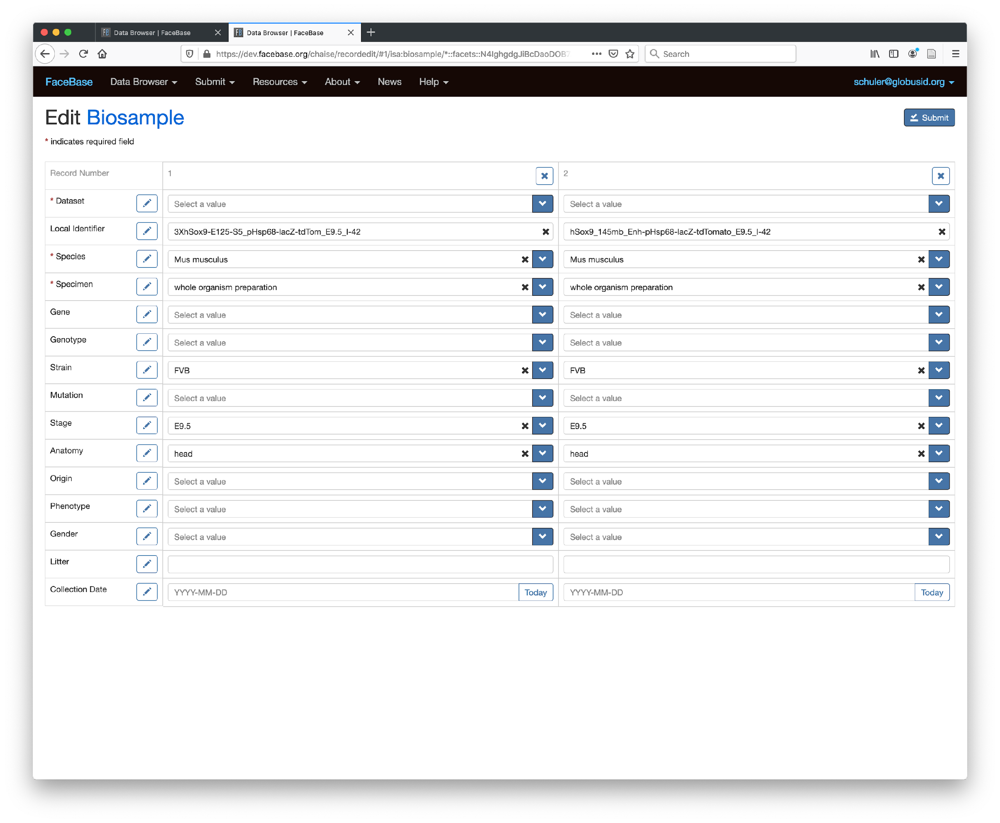 FB Data Browser | FaceBase FB Data Browser | FaceBase
https://dev.facebase.org/chaise/recordedit/#1/isa:biosample/*::facets::N4IghgdgJiBcDaoDOB7 Search
FaceBase Data Browser Submit Resources About News Help schuler@globusid.org
Edit Biosample Submit
* indicates required field
Record Number 1 2
* Dataset Select a value Select a value
Local Identifier 3XhSox9-E125-S5_pHsp68-lacZ-tdTom_E9.5_I-42 hSox9_145mb_Enh-pHsp68-lacZ-tdTomato_E9.5_I-42
* Species Mus musculus Mus musculus
* Specimen whole organism preparation whole organism preparation
Gene Select a value Select a value
Genotype Select a value Select a value
Strain FVB FVB
Mutation Select a value Select a value
Stage E9.5 E9.5
Anatomy head head
Origin Select a value Select a value
Phenotype Select a value Select a value
Gender Select a value Select a value
Litter
Collection Date YYYY-MM-DD Today YYYY-MM-DD Today